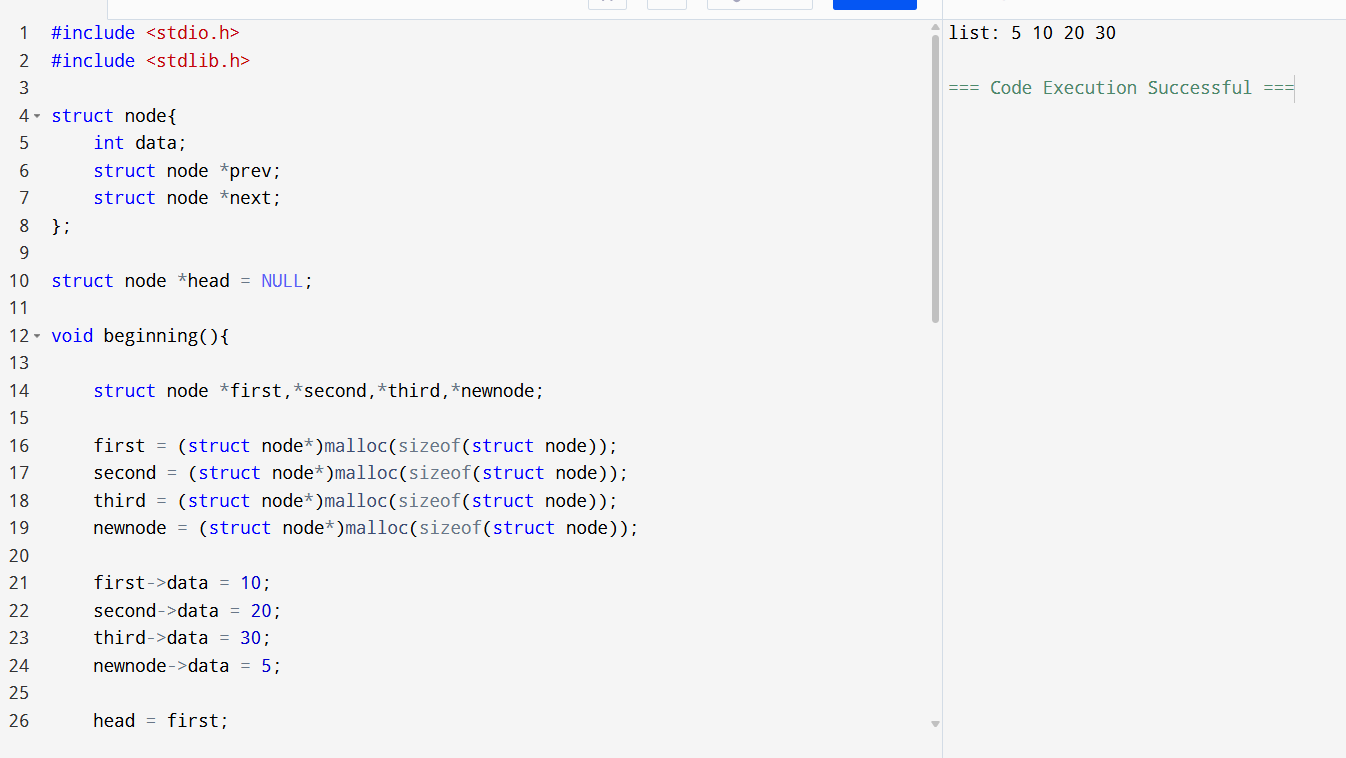 1 #include <stdio.h>
2 #include <stdlib.h>
3
4 struct node{
5     int data;
6     struct node *prev;
7     struct node *next;
8 };
9
10 struct node *head = NULL;
11
12 void beginning(){
13
14     struct node *first,*second,*third,*newnode;
15
16     first = (struct node*)malloc(sizeof(struct node));
17     second = (struct node*)malloc(sizeof(struct node));
18     third = (struct node*)malloc(sizeof(struct node));
19     newnode = (struct node*)malloc(sizeof(struct node));
20
21     first->data = 10;
22     second->data = 20;
23     third->data = 30;
24     newnode->data = 5;
25
26     head = first;
list: 5 10 20 30
=== Code Execution Successful ===